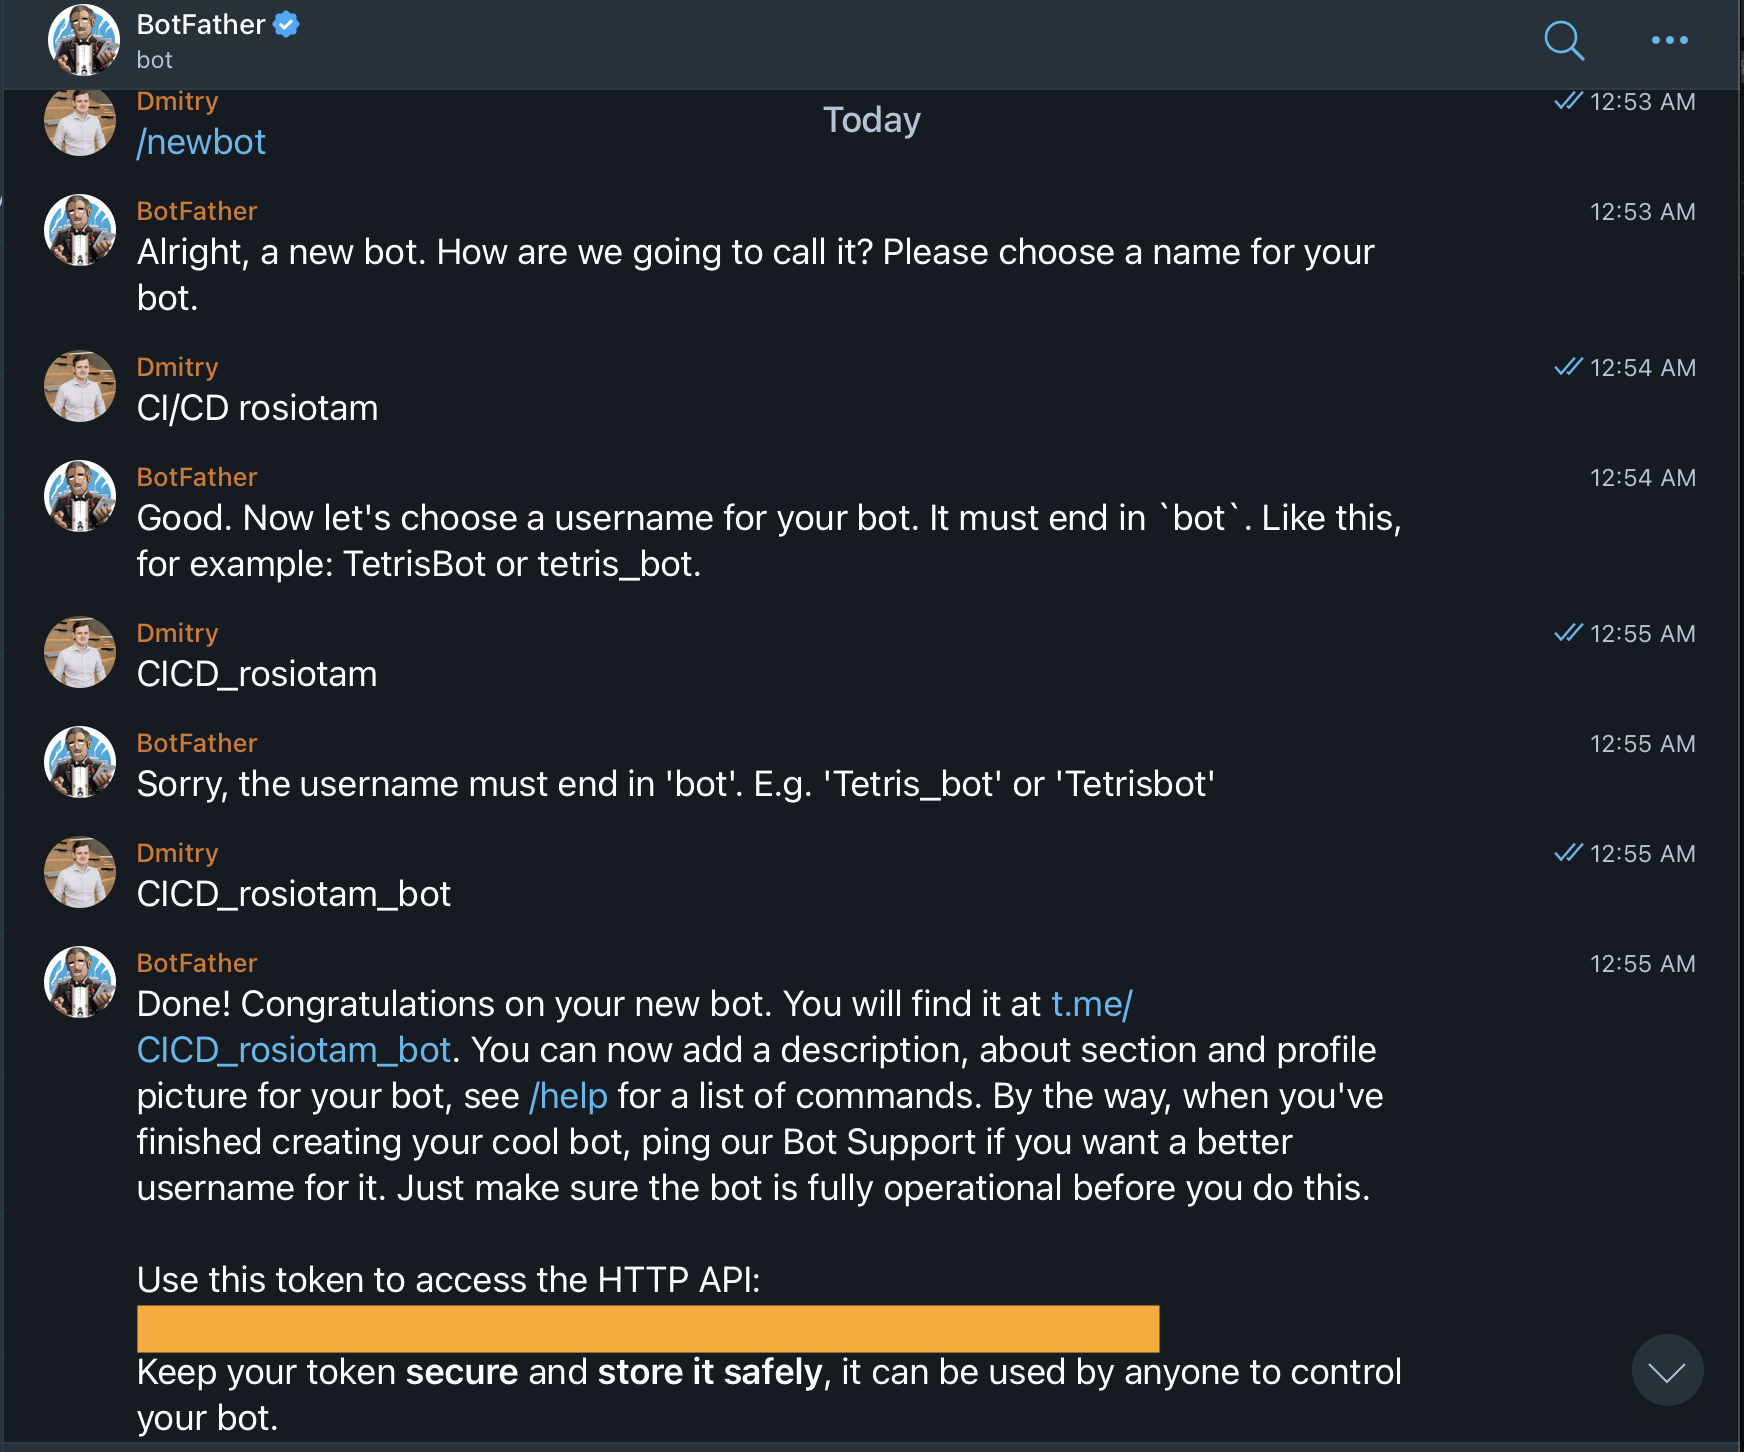 BotFather
bot
Dmitry
12:53 AM
/newbot
Today
BotFather
12:53 AM
Alright, a new bot. How are we going to call it? Please choose a name for your
bot.
Dmitry
12:54 AM
CI/CD rosiotam
BotFather
12:54 AM
Good. Now let's choose a username for your bot. It must end in `bot`. Like this,
for example: TetrisBot or tetris_bot.
Dmitry
12:55 AM
CICD_rosiotam
BotFather
12:55 AM
Sorry, the username must end in 'bot'. E.g. 'Tetris_bot' or 'Tetrisbot'
Dmitry
12:55 AM
CICD_rosiotam_bot
BotFather
12:55 AM
Done! Congratulations on your new bot. You will find it at t.me/
CICD_rosiotam_bot. You can now add a description, about section and profile
picture for your bot, see /help for a list of commands. By the way, when you've
finished creating your cool bot, ping our Bot Support if you want a better
username for it. Just make sure the bot is fully operational before you do this.
Use this token to access the HTTP API:
Keep your token secure and store it safely, it can be used by anyone to control
your bot.